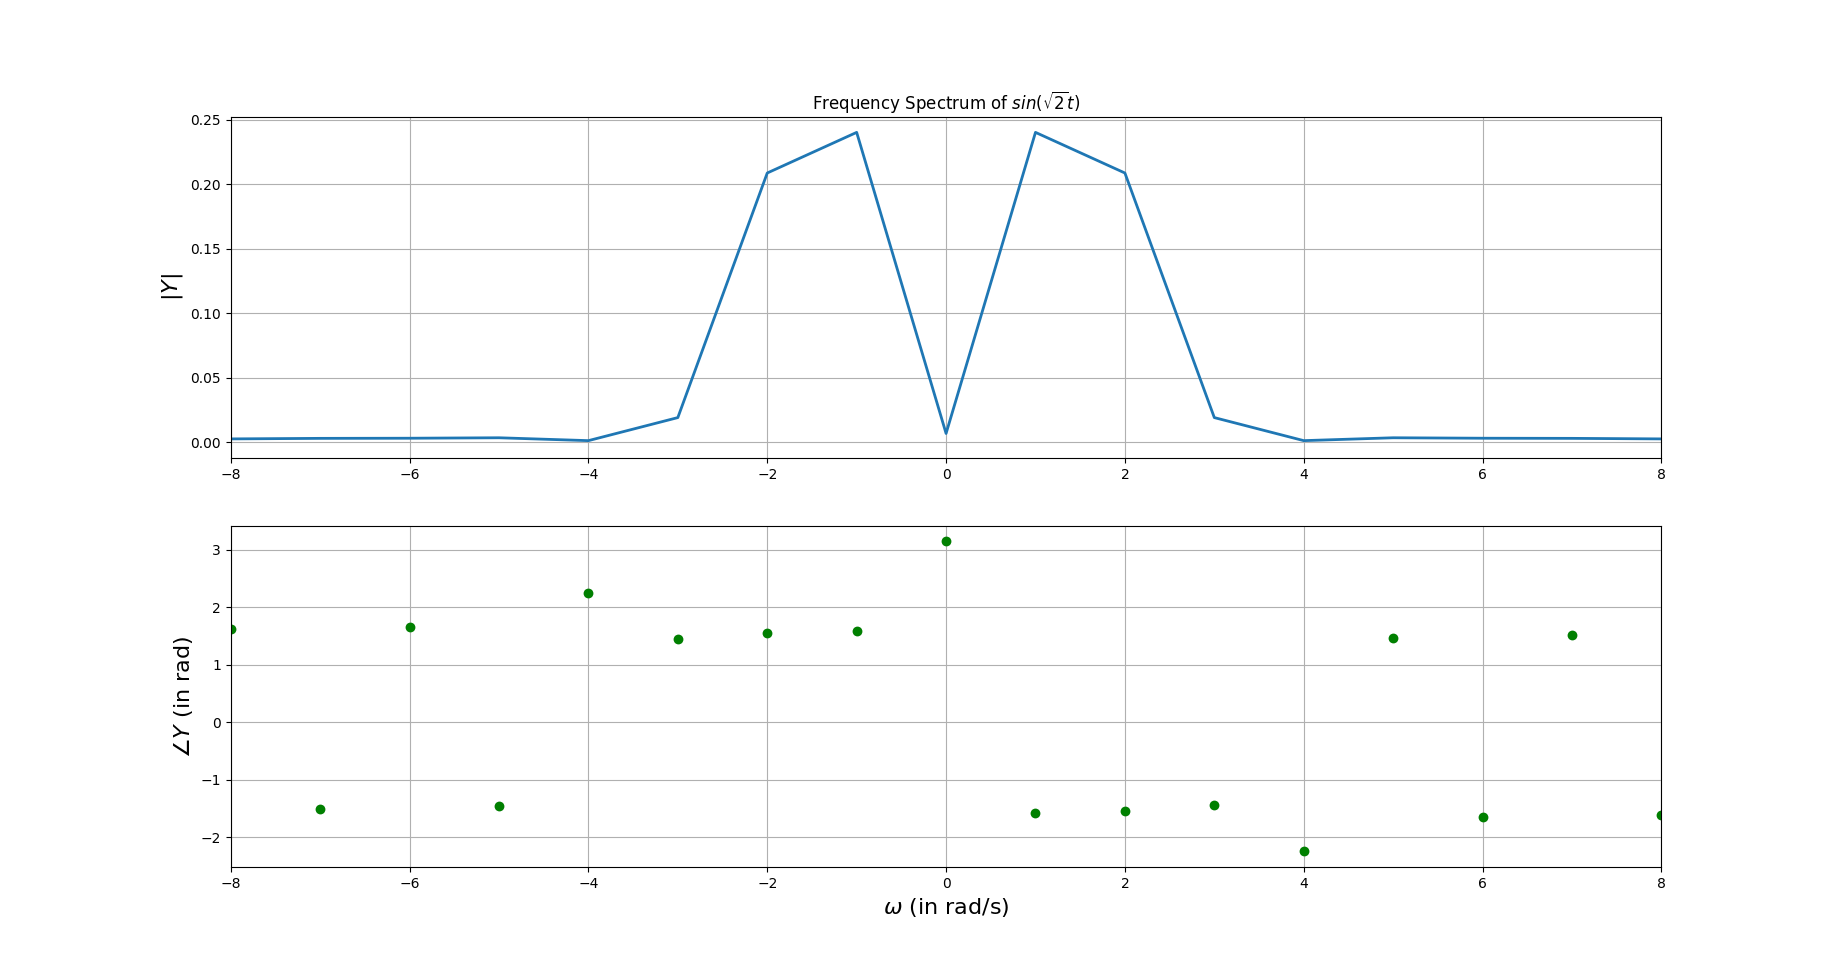 Frequency Spectrum of sin(√2t)
0.25
0.20
0.15
0.10
0.05
0.00
|Y|
−8 −6 −4 −2 0 2 4 6 8
3
2
1
0
−1
−2
∠Y (in rad)
−8 −6 −4 −2 0 2 4 6 8
ω (in rad/s)